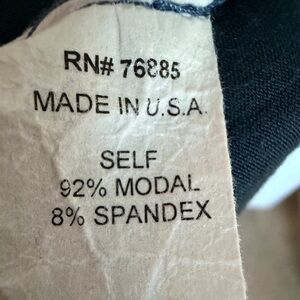 RN# 76885
MADE IN U.S.A.
SELF
92% MODAL
8% SPANDEX